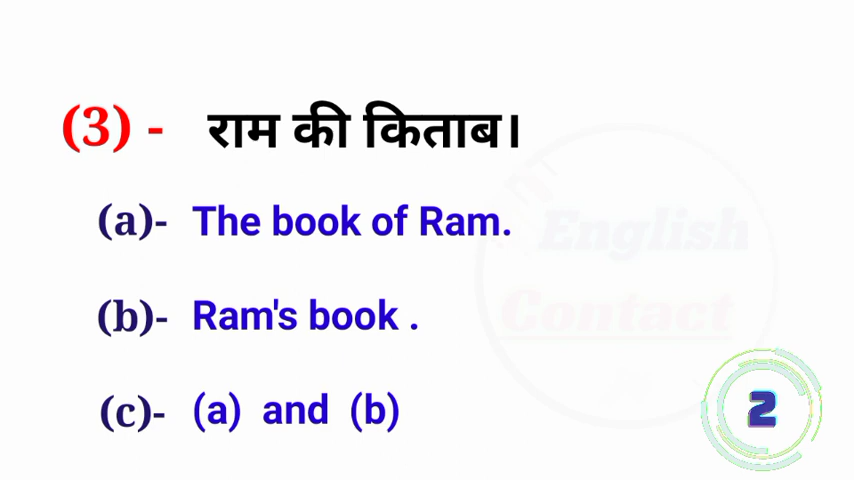 (3) - राम की किताब।
(a)- The book of Ram.
(b)- Ram's book .
(c)- (a) and (b)
English
Contact
2